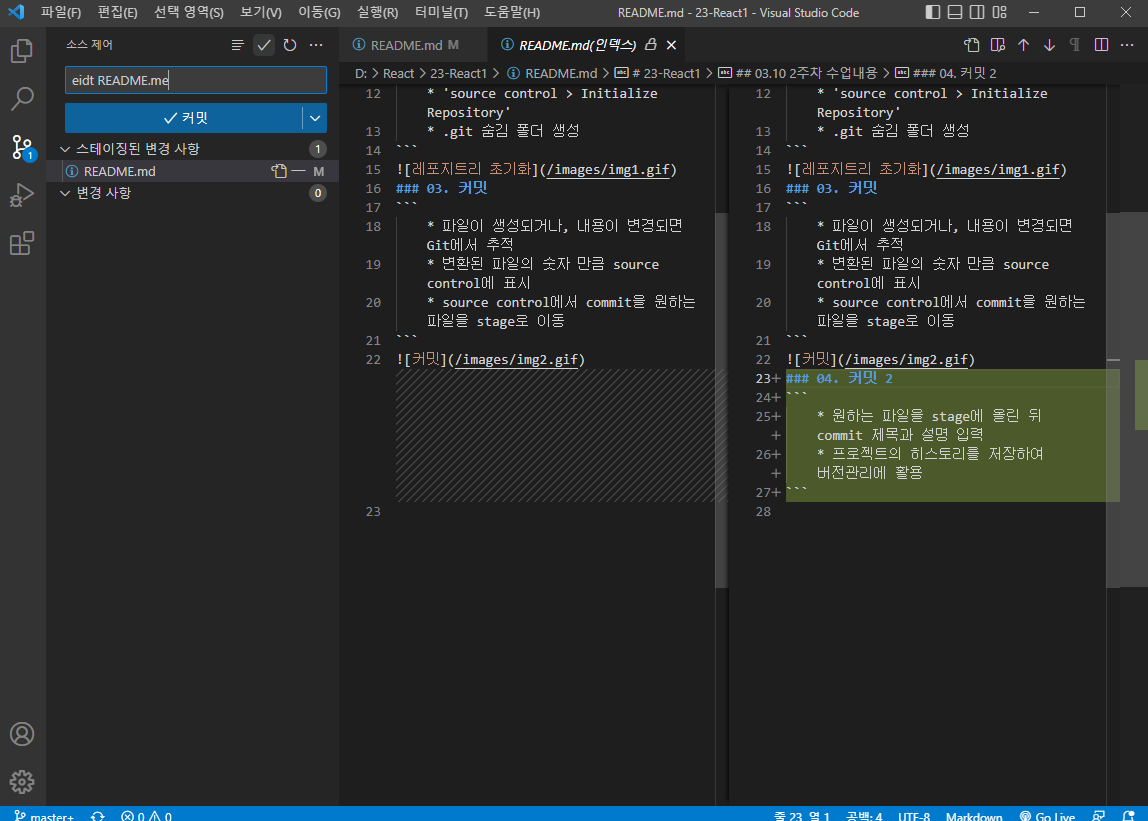 파일(F) 편집(E) 선택 영역(S) 보기(V) 이동(G) 실행(R) 터미널(T) 도움말(H) README.md - 23-React1 - Visual Studio Code
소스 제어
eidt README.me
커밋
스테이징된 변경 사항 1
README.md M
변경 사항 0
1
README.md M
README.md(인덱스)
D: > React > 23-React1 > README.md > # 23-React1 > ## 03.10 2주차 수업내용 > ### 04. 커밋 2
12 * 'source control > Initialize
Repository'
13 * .git 숨김 폴더 생성
14 ```
15 ![레포지트리 초기화](/images/img1.gif)
16 ### 03. 커밋
17 ```
18 * 파일이 생성되거나, 내용이 변경되면
Git에서 추적
19 * 변환된 파일의 숫자 만큼 source
control에 표시
20 * source control에서 commit을 원하는
파일을 stage로 이동
21 ```
22 ![커밋](/images/img2.gif)
23
12 * 'source control > Initialize
Repository'
13 * .git 숨김 폴더 생성
14 ```
15 ![레포지트리 초기화](/images/img1.gif)
16 ### 03. 커밋
17 ```
18 * 파일이 생성되거나, 내용이 변경되면
Git에서 추적
19 * 변환된 파일의 숫자 만큼 source
control에 표시
20 * source control에서 commit을 원하는
파일을 stage로 이동
21 ```
22 ![커밋](/images/img2.gif)
23+ ### 04. 커밋 2
24+ ```
25+ * 원하는 파일을 stage에 올린 뒤
+ commit 제목과 설명 입력
26+ * 프로젝트의 히스토리를 저장하여
+ 버전관리에 활용
27+ ```
28
master+ 0 0 줄 23, 열 1 공백: 4 UTF-8 Markdown Go Live